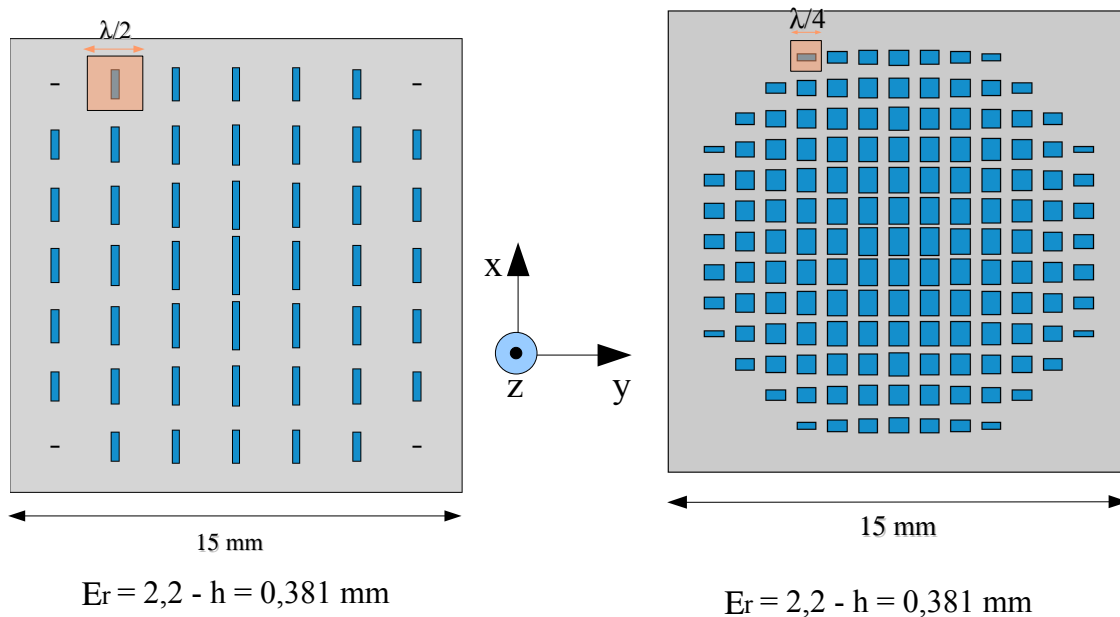 λ/2
λ/4
x
z
y
15 mm
15 mm
Er = 2,2 - h = 0,381 mm
Er = 2,2 - h = 0,381 mm